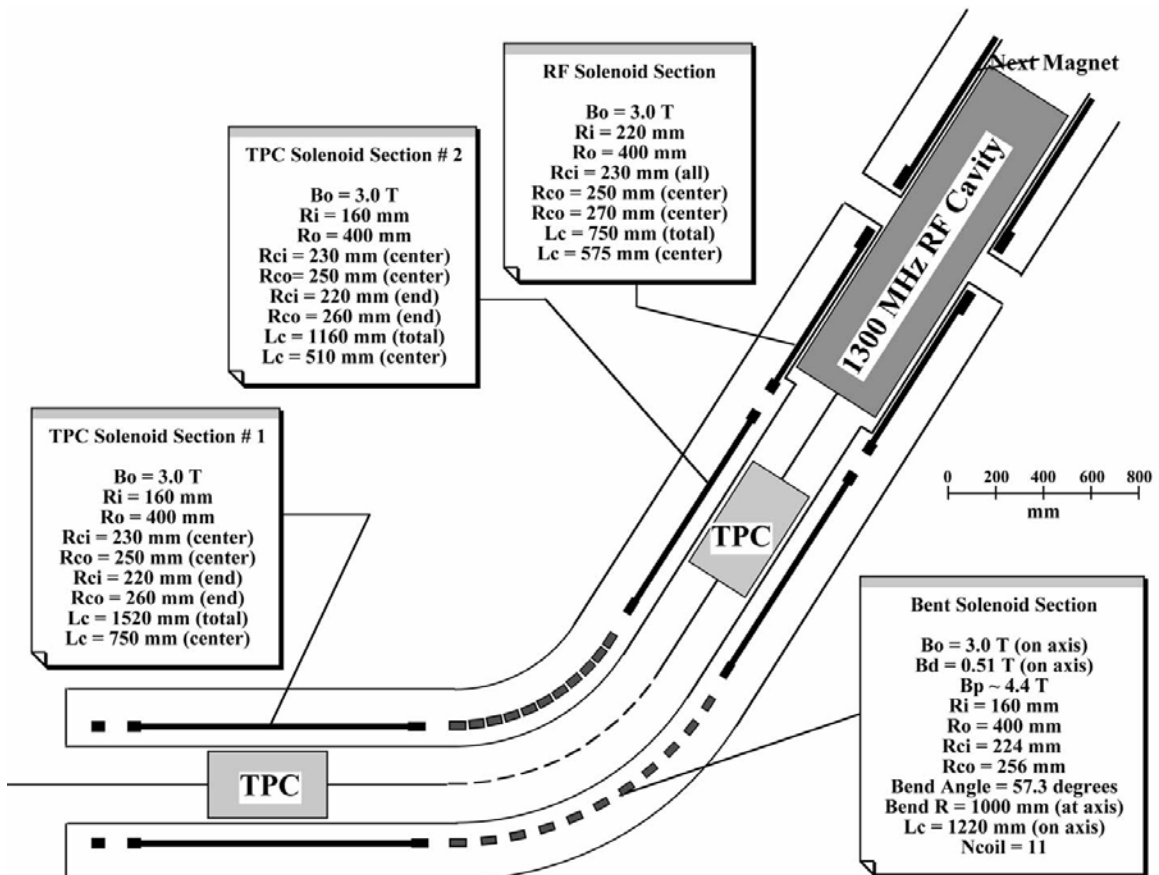 RF Solenoid Section
Bo = 3.0 T
Ri = 220 mm
Ro = 400 mm
Rci = 230 mm (all)
Rco = 250 mm (center)
Rco = 270 mm (center)
Lc = 750 mm (total)
Lc = 575 mm (center)
Next Magnet
TPC Solenoid Section # 2
Bo = 3.0 T
Ri = 160 mm
Ro = 400 mm
Rci = 230 mm (center)
Rco= 250 mm (center)
Rci = 220 mm (end)
Rco = 260 mm (end)
Lc = 1160 mm (total)
Lc = 510 mm (center)
1300 MHz RF Cavity
TPC Solenoid Section # 1
Bo = 3.0 T
Ri = 160 mm
Ro = 400 mm
Rci = 230 mm (center)
Rco = 250 mm (center)
Rci = 220 mm (end)
Rco = 260 mm (end)
Lc = 1520 mm (total)
Lc = 750 mm (center)
0 200 400 600 800
mm
TPC
Bent Solenoid Section
Bo = 3.0 T (on axis)
Bd = 0.51 T (on axis)
Bp ~ 4.4 T
Ri = 160 mm
Ro = 400 mm
Rci = 224 mm
Rco = 256 mm
Bend Angle = 57.3 degrees
Bend R = 1000 mm (at axis)
Lc = 1220 mm (on axis)
Ncoil = 11
TPC